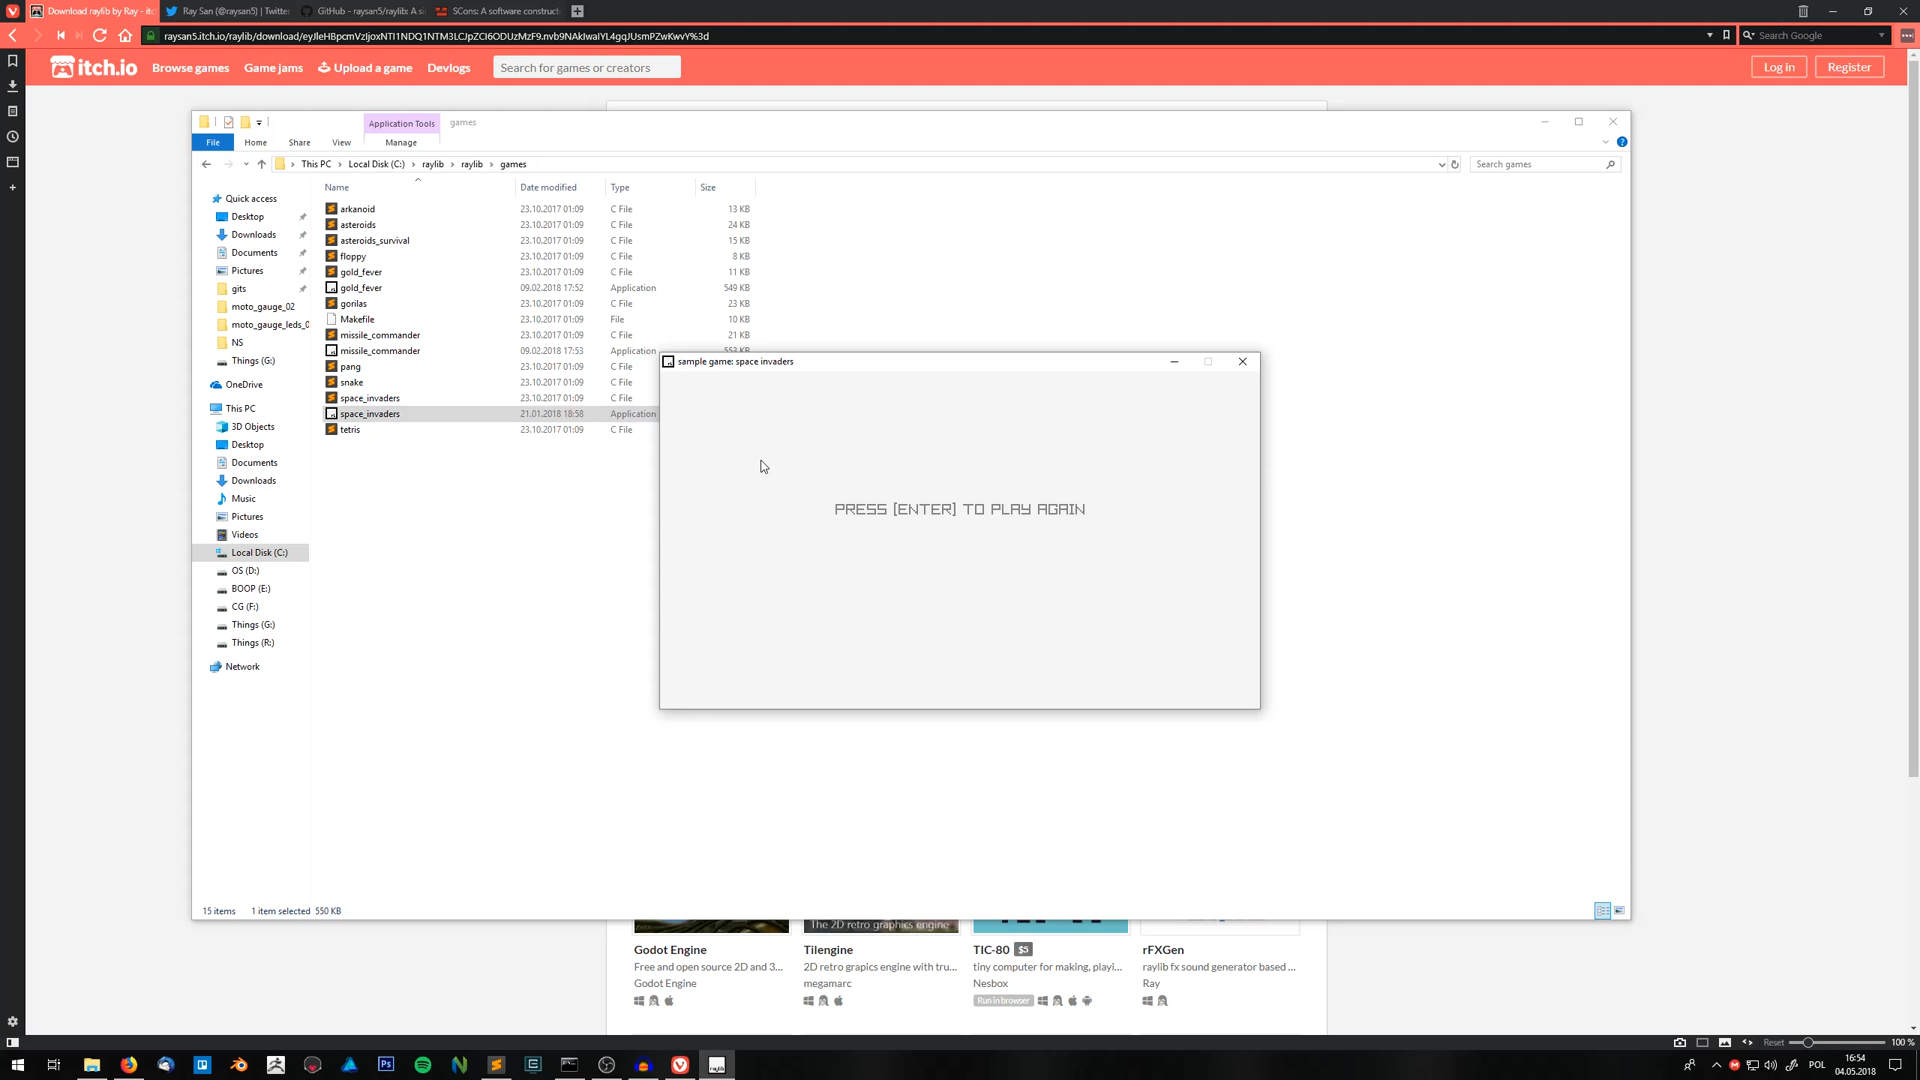 Download raylib by Ray - itc
Ray San (@raysan5) | Twitter
GitHub - raysan5/raylib: A si
SCons: A software construct
Search Google
itch.io
Browse games
Game jams
Upload a game
Devlogs
Search for games or creators
Log in
Register
Application Tools
games
File
Home
Share
View
Manage
This PC
Local Disk (C:)
raylib
raylib
games
Search games
Name
Date modified
Type
Size
arkanoid 23.10.2017 01:09 C File 13 KB
asteroids 23.10.2017 01:09 C File 24 KB
asteroids_survival 23.10.2017 01:09 C File 15 KB
floppy 23.10.2017 01:09 C File 8 KB
gold_fever 23.10.2017 01:09 C File 11 KB
gold_fever 09.02.2018 17:52 Application 549 KB
gorilas 23.10.2017 01:09 C File 23 KB
Makefile 23.10.2017 01:09 File 10 KB
missile_commander 23.10.2017 01:09 C File 21 KB
missile_commander 09.02.2018 17:53 Application 553 KB
pang 23.10.2017 01:09 C File
snake 23.10.2017 01:09 C File
space_invaders 23.10.2017 01:09 C File
space_invaders 21.01.2018 18:58 Application
tetris 23.10.2017 01:09 C File
Quick access
Desktop
Downloads
Documents
Pictures
gits
moto_gauge_02
moto_gauge_leds_0
NS
Things (G:)
OneDrive
This PC
3D Objects
Desktop
Documents
Downloads
Music
Pictures
Videos
Local Disk (C:)
OS (D:)
BOOP (E:)
CG (F:)
Things (G:)
Things (R:)
Network
sample game: space invaders
PRESS [ENTER] TO PLAY AGAIN
15 items
1 item selected 550 KB
The 2D retro graphics engine
Godot Engine
Free and open source 2D and 3...
Godot Engine
Tilengine
2D retro grapics engine with tru...
megamarc
TIC-80 $5
tiny computer for making, playi...
Nesbox
Run in browser
rFXGen
raylib fx sound generator based ...
Ray
Reset
100 %
raylib
POL
16:54
04.05.2018